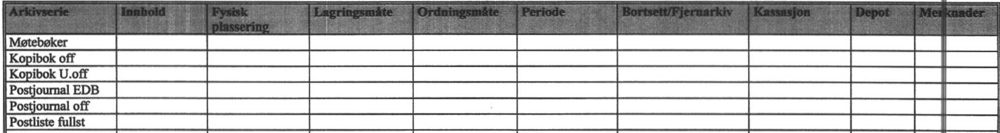 Arkivserie Innhold Fysisk plassering Lagringsmåte Ordningsmåte Periode Bortsett/Fjernarkiv Kassasjon Depot Merknader
Møtebøker
Kopibok off
Kopibok U.off
Postjournal EDB
Postjournal off
Postliste fullst